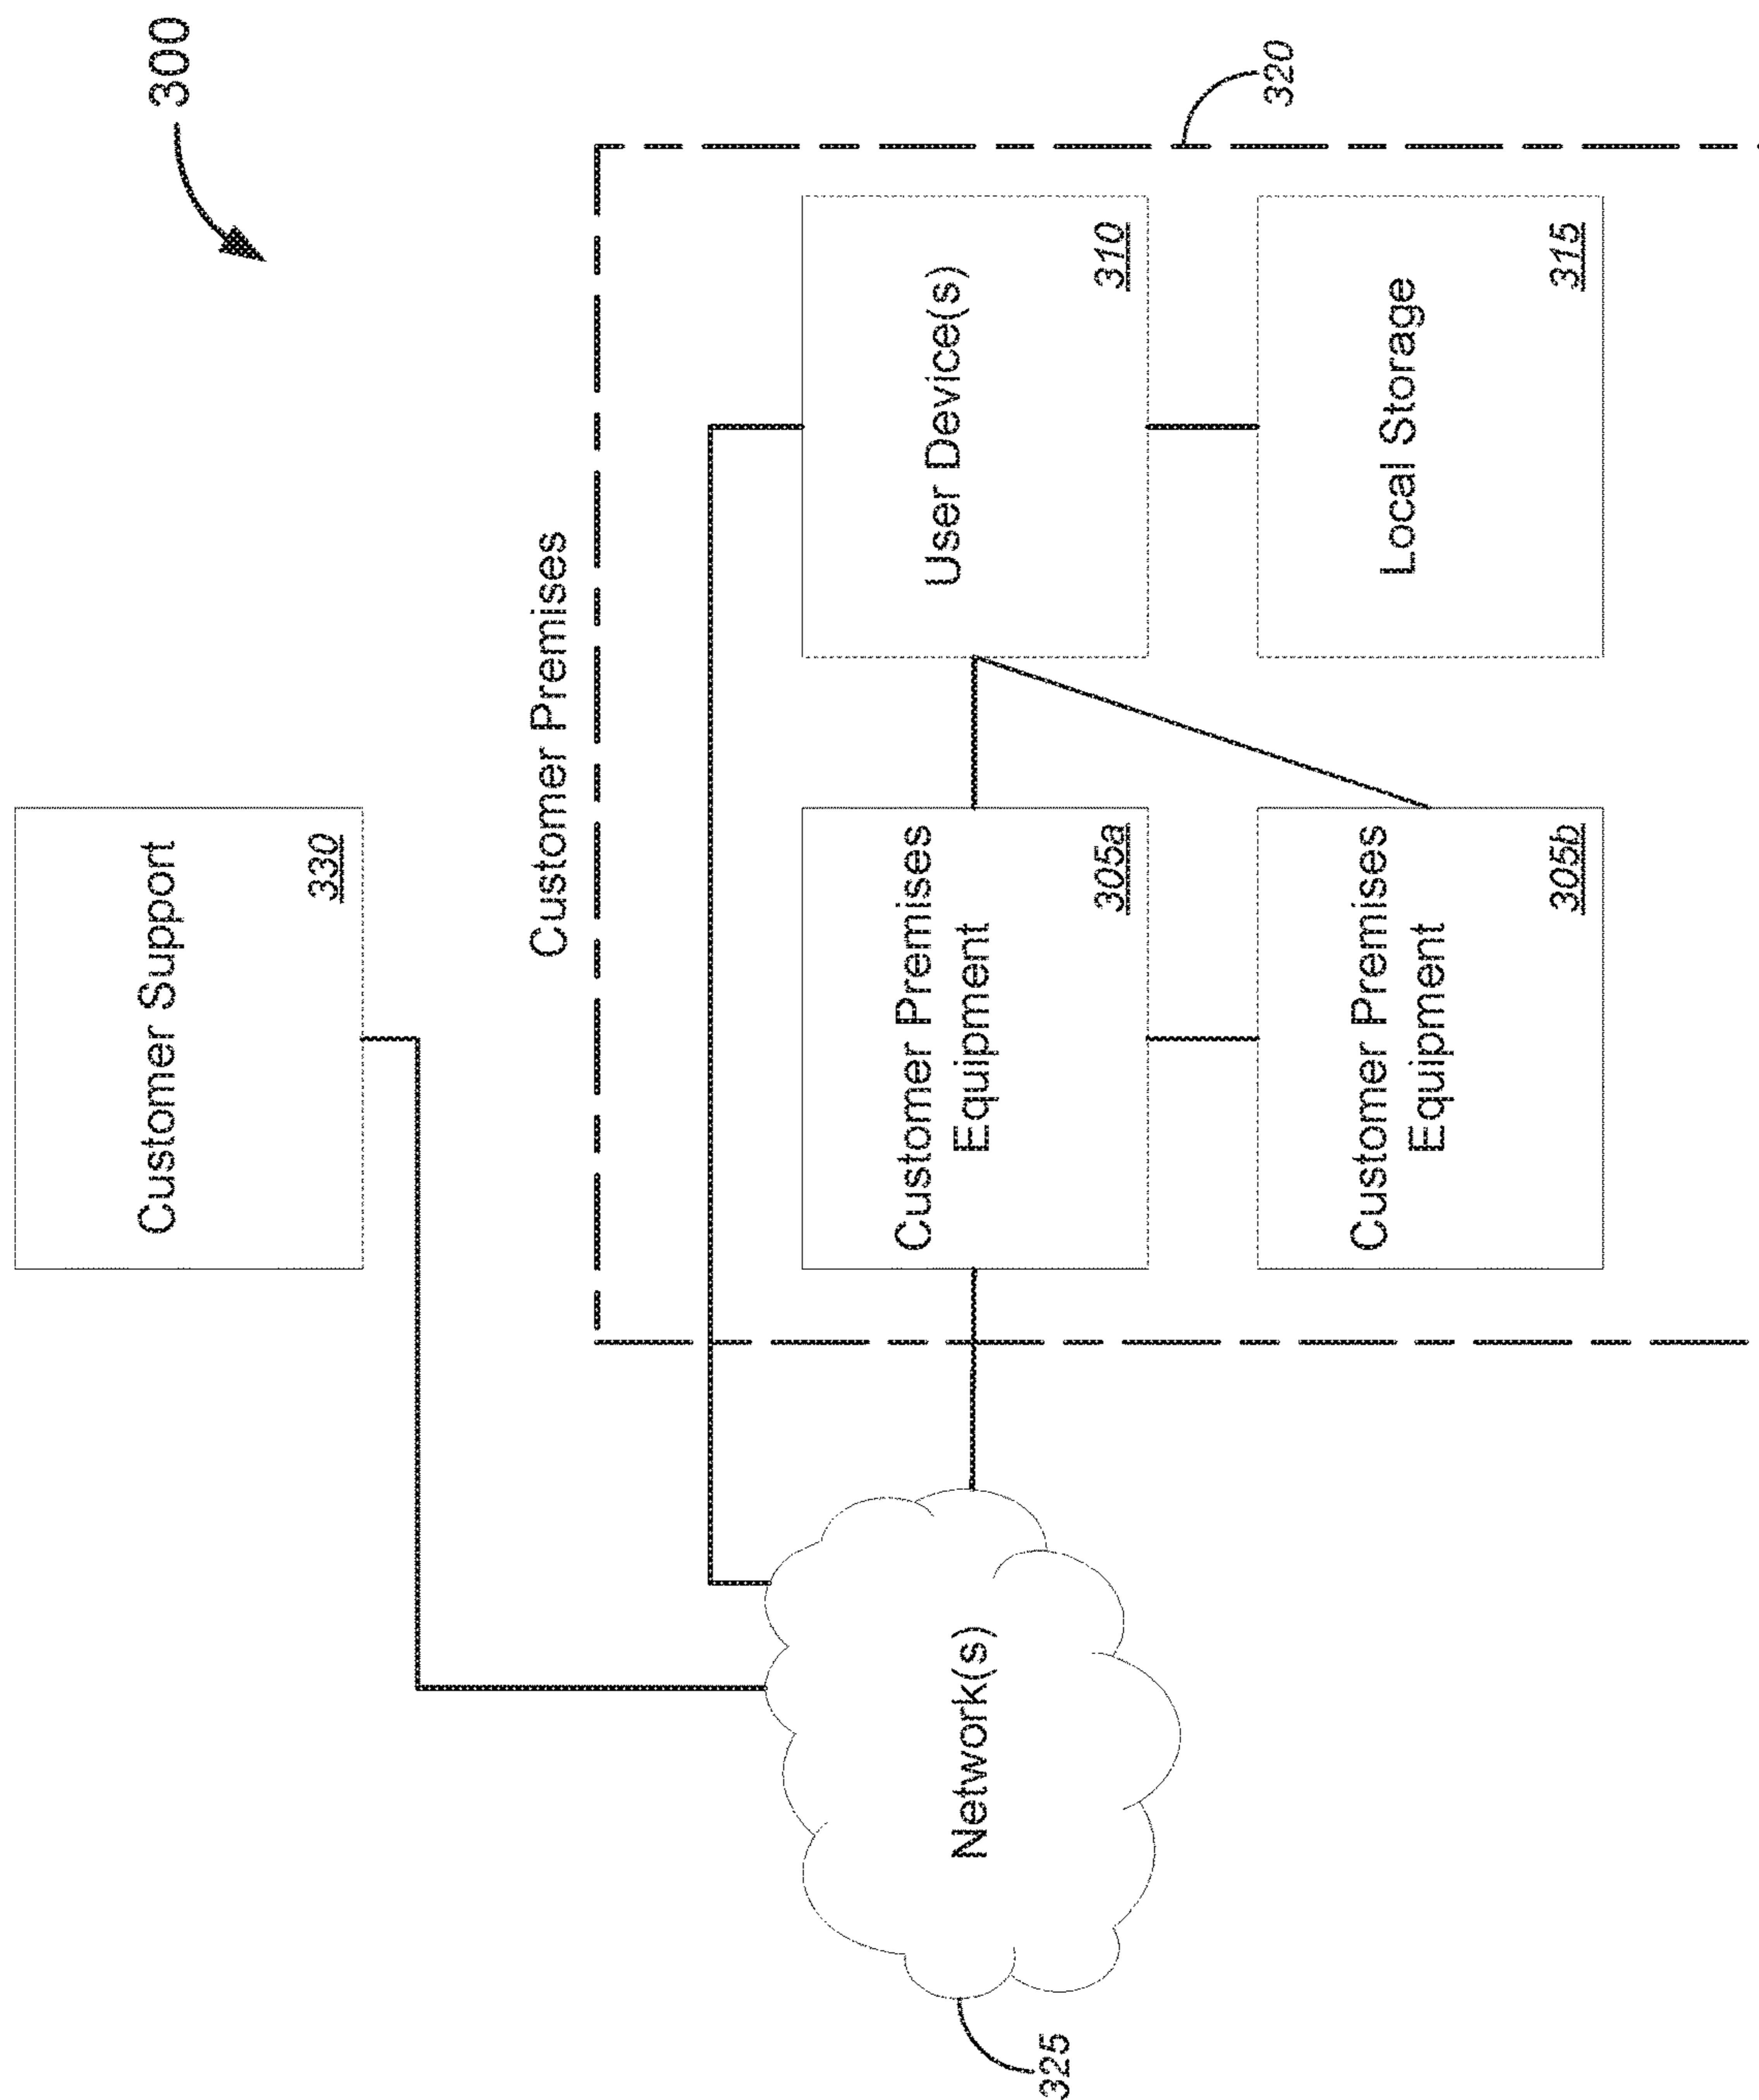 300
Customer Support
330
Customer Premises
320
Customer Premises
Equipment
305a
User Device(s)
310
Network(s)
325
Customer Premises
Equipment
305b
Local Storage
315